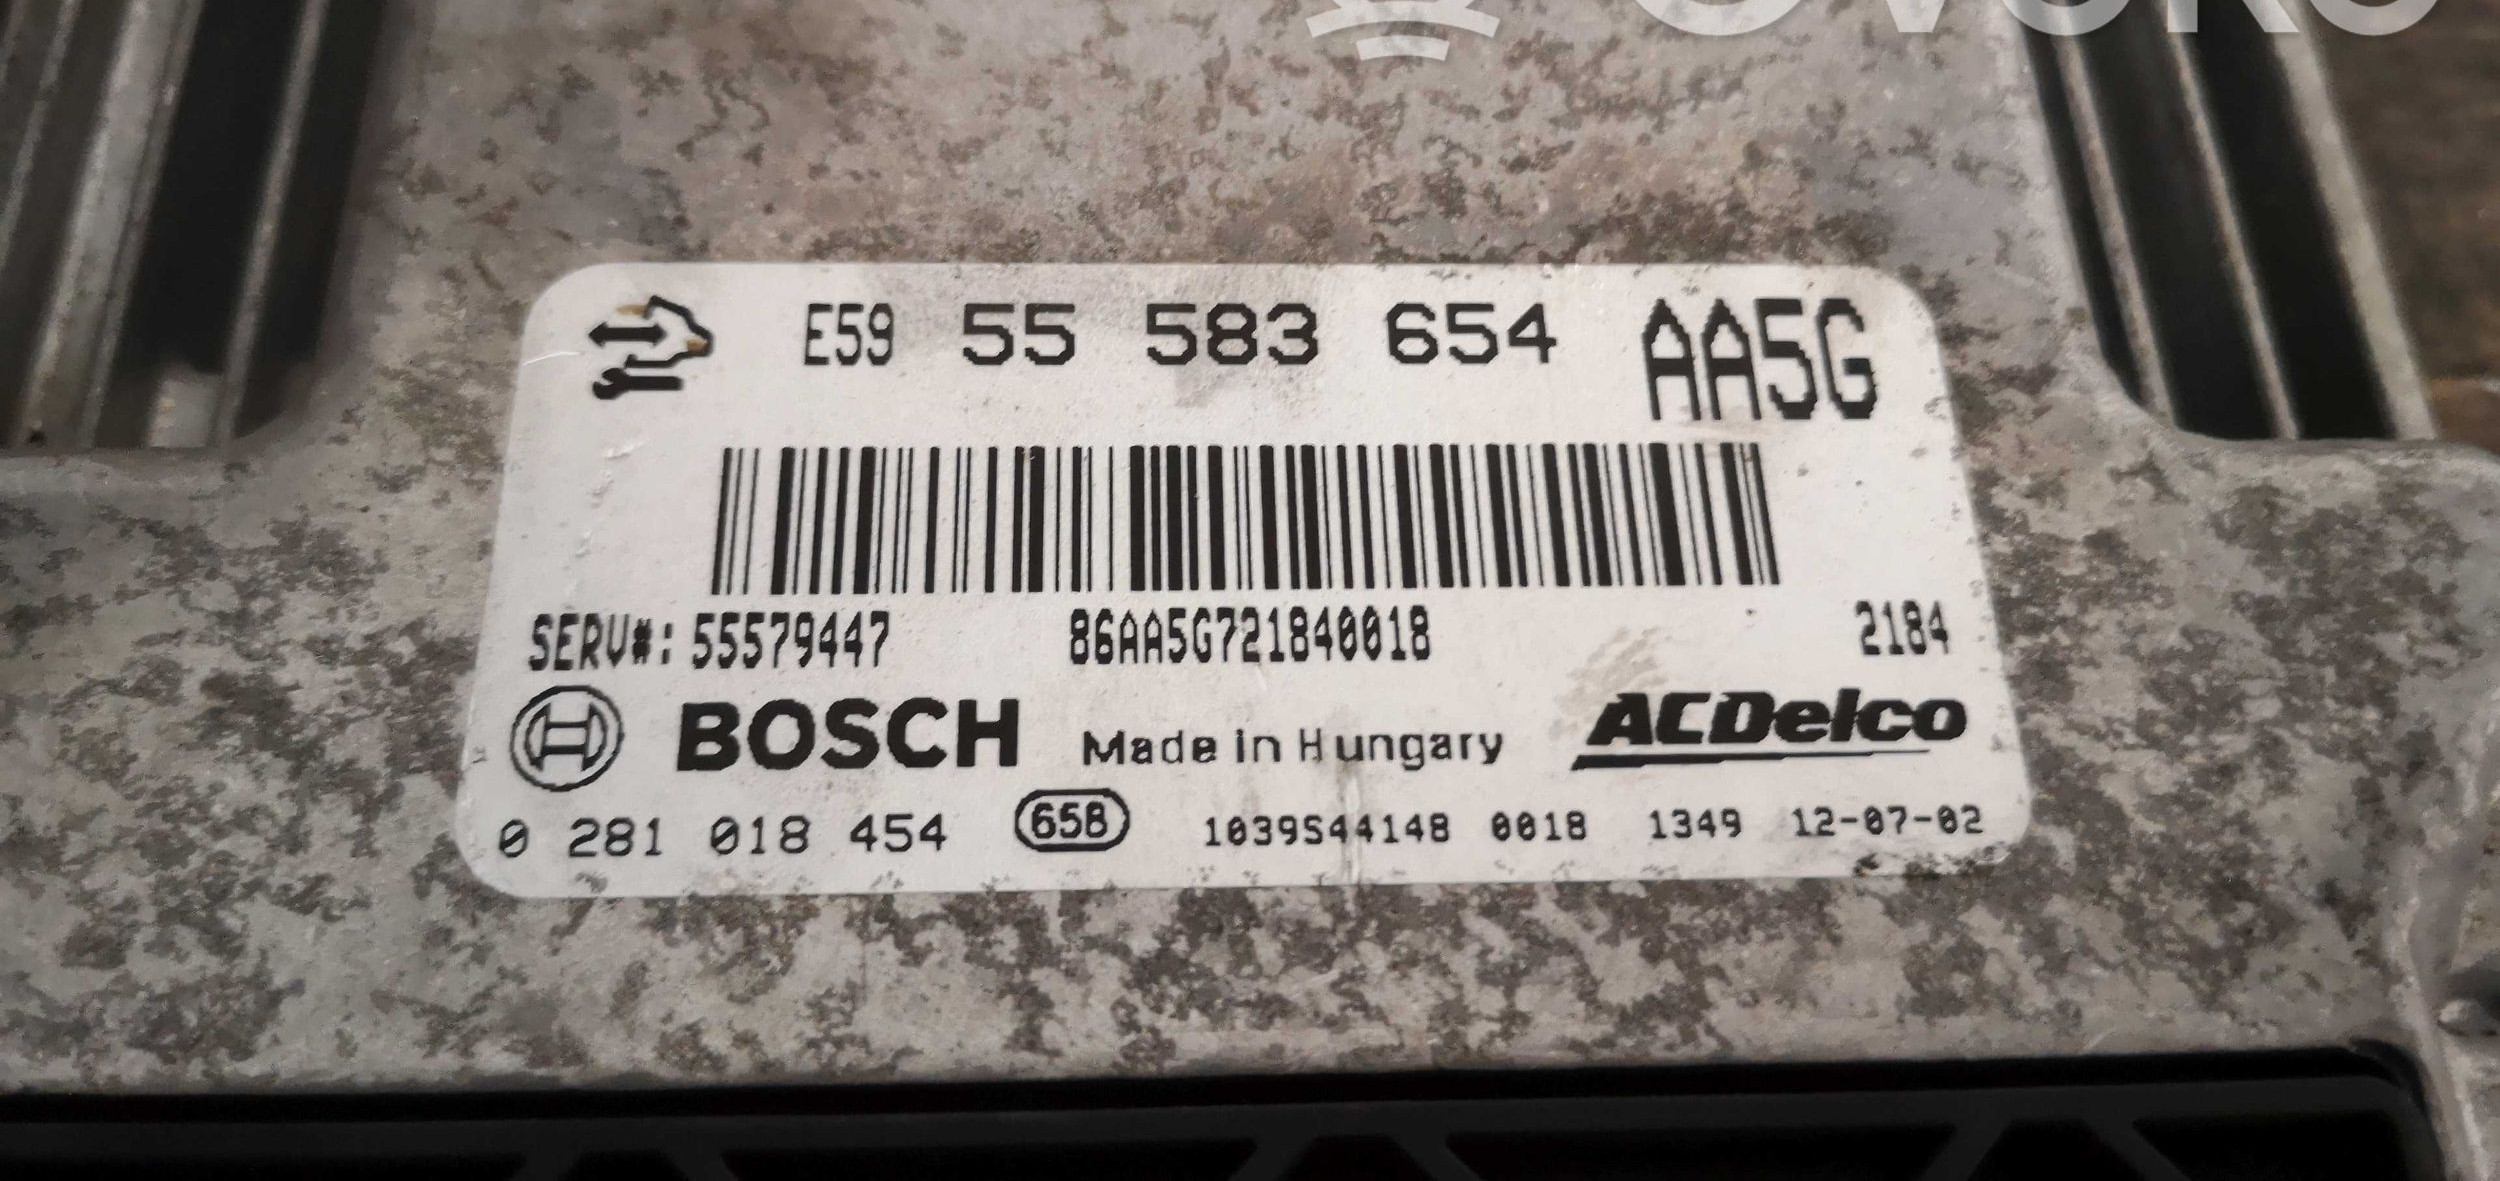 OVOKO
E59 55 583 654 AA5G
SERV#: 55579447 86AA5G721840018 2184
BOSCH Made in Hungary ACDelco
0 281 018 454 658 1039S44148 0018 1349 12-07-02